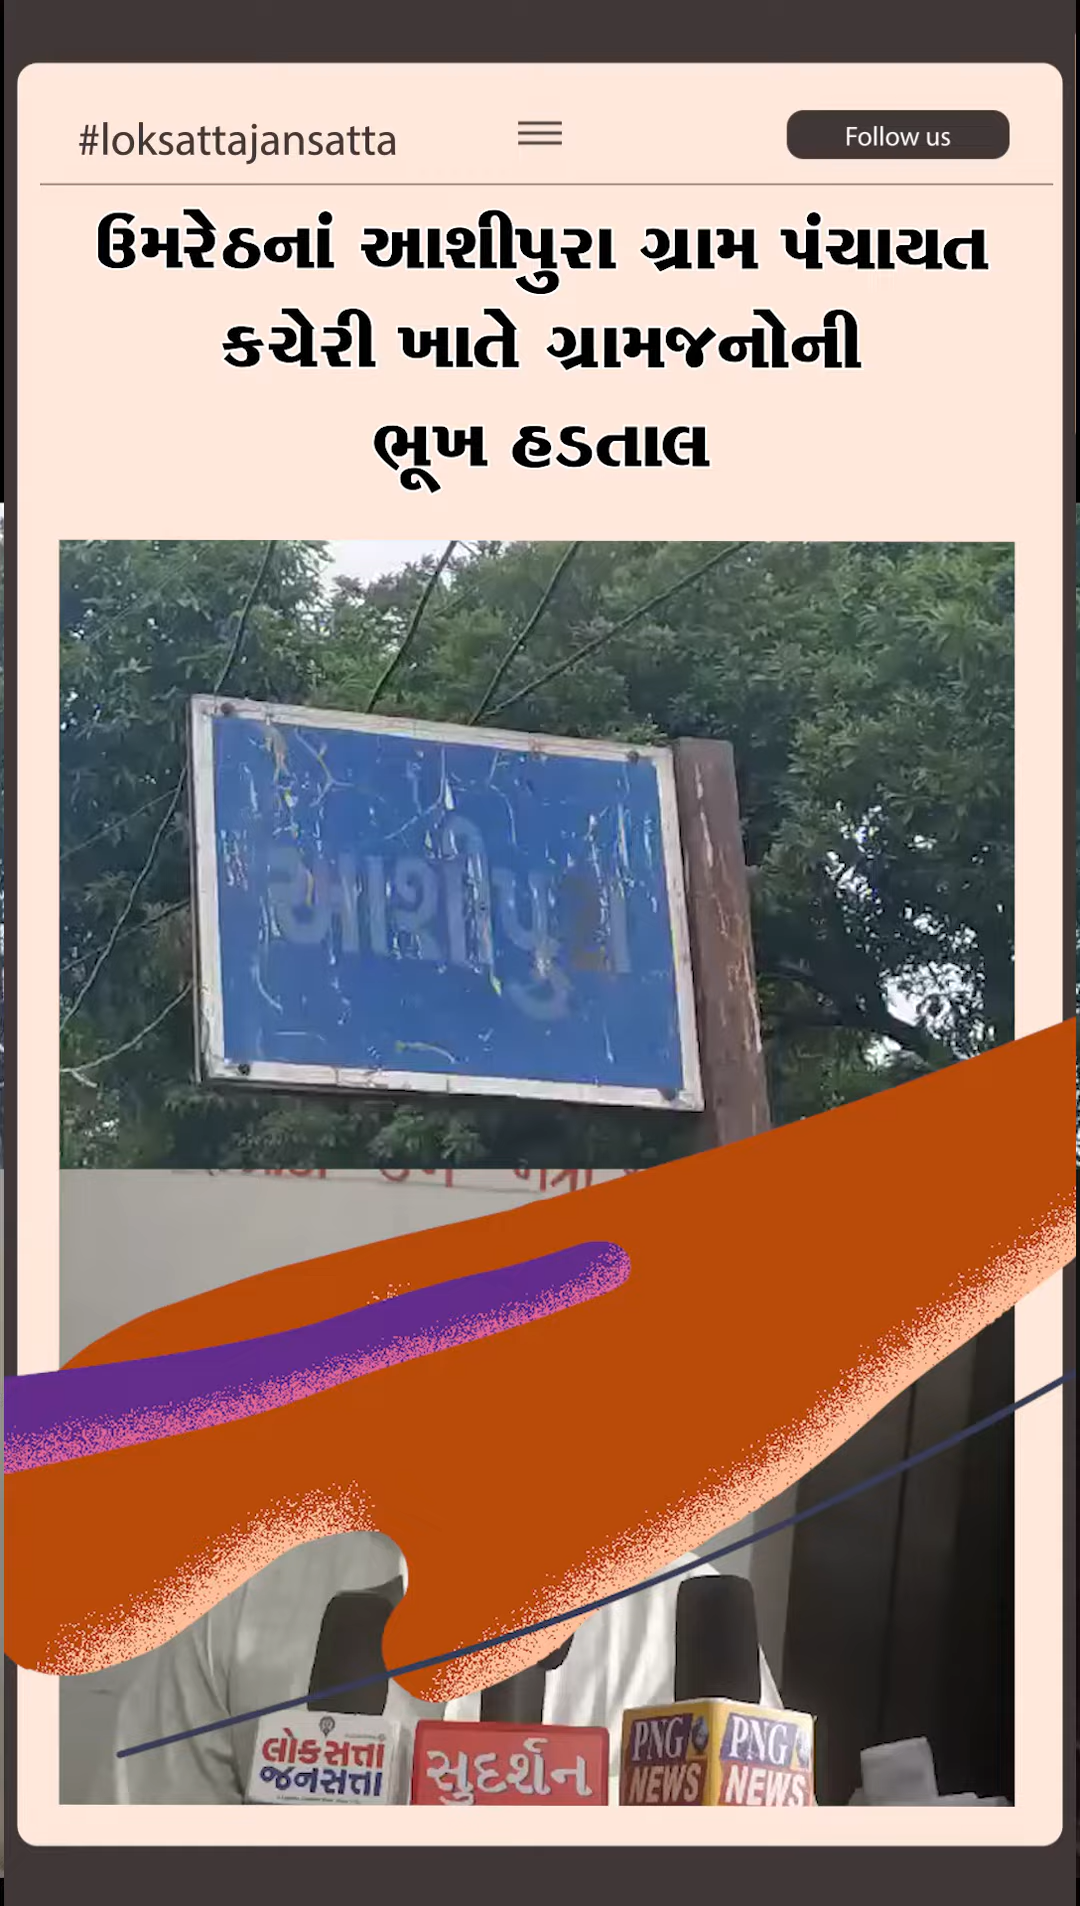 #loksattajansatta
Follow us
ઉમરેઠનાં આશીપુરા ગ્રામ પંચાયત
કચેરી ખાતે ગ્રામજનોની
ભૂખ હડતાલ
આશીપુરા
લોકસત્તા
જનસત્તા
સુદર્શન
PNG
NEWS
PNG
NEWS